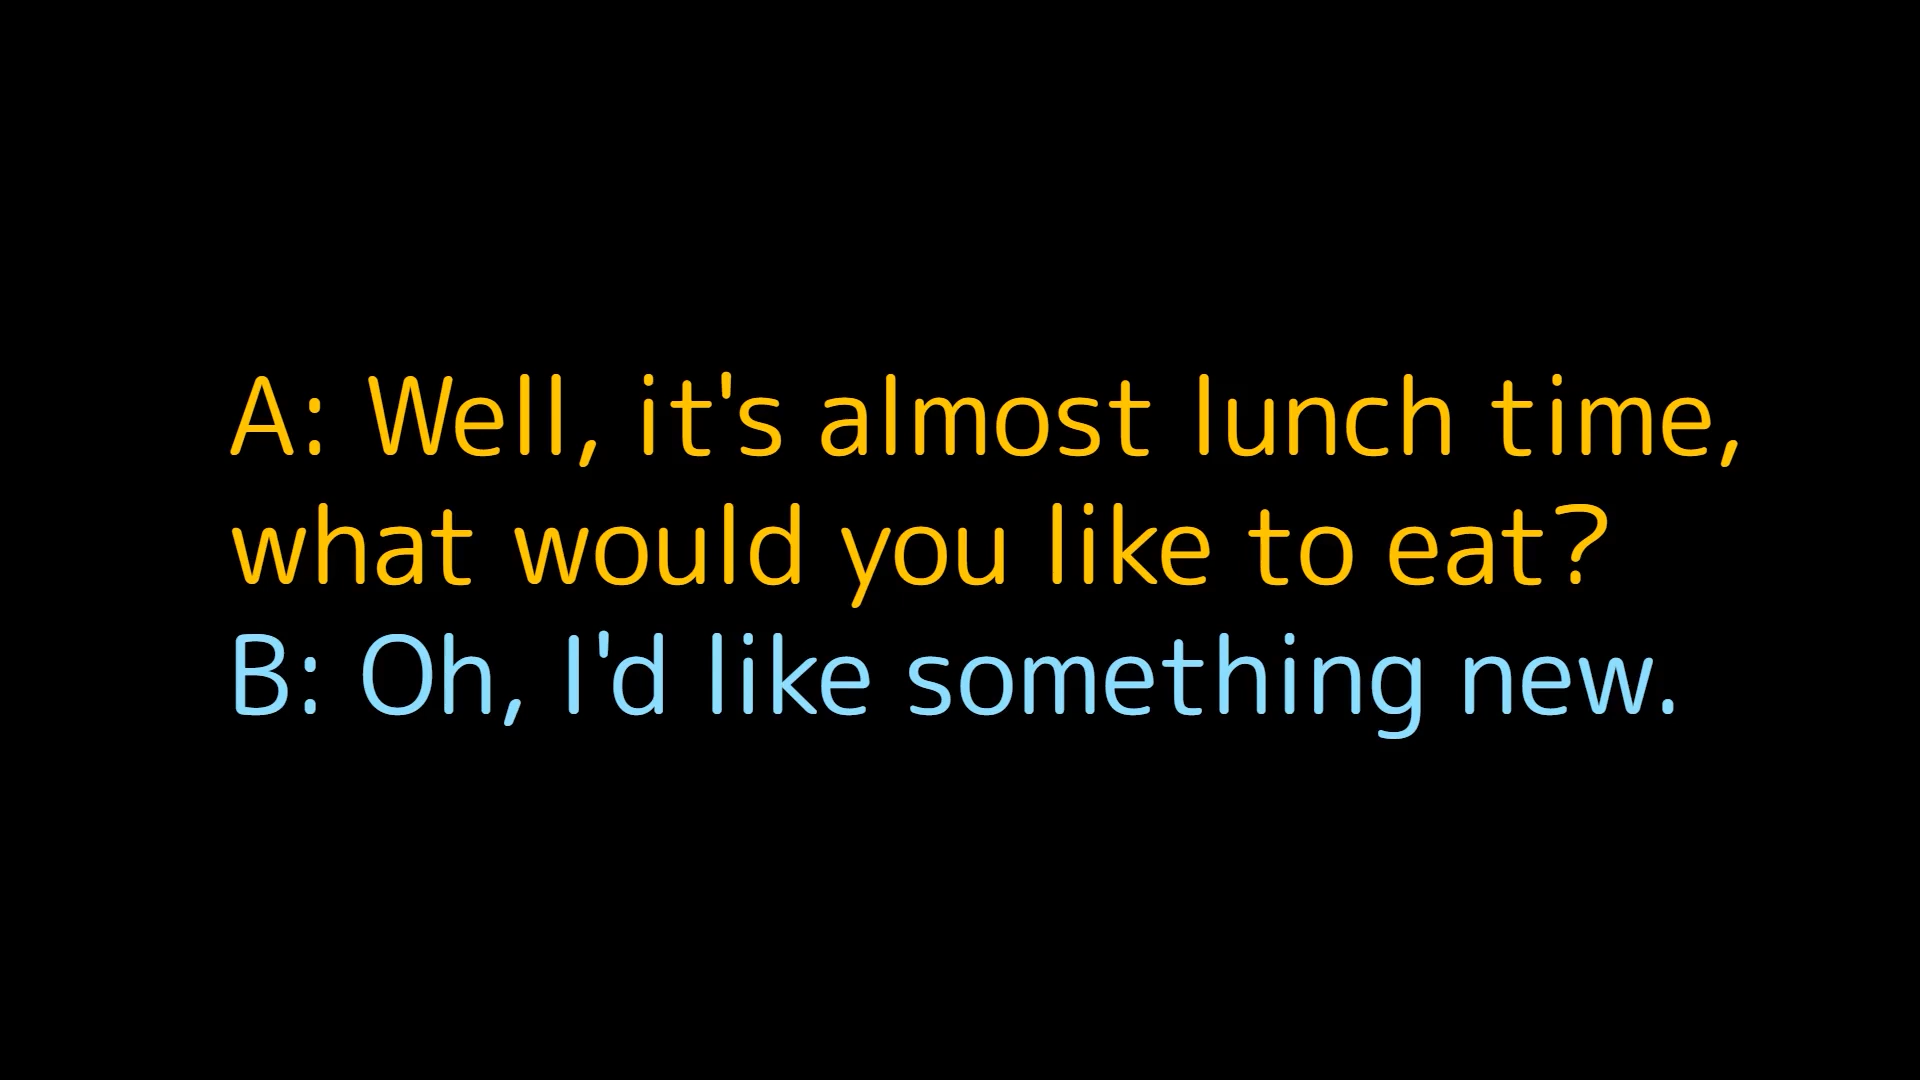 A: Well, it's almost lunch time,
what would you like to eat?
B: Oh, I'd like something new.